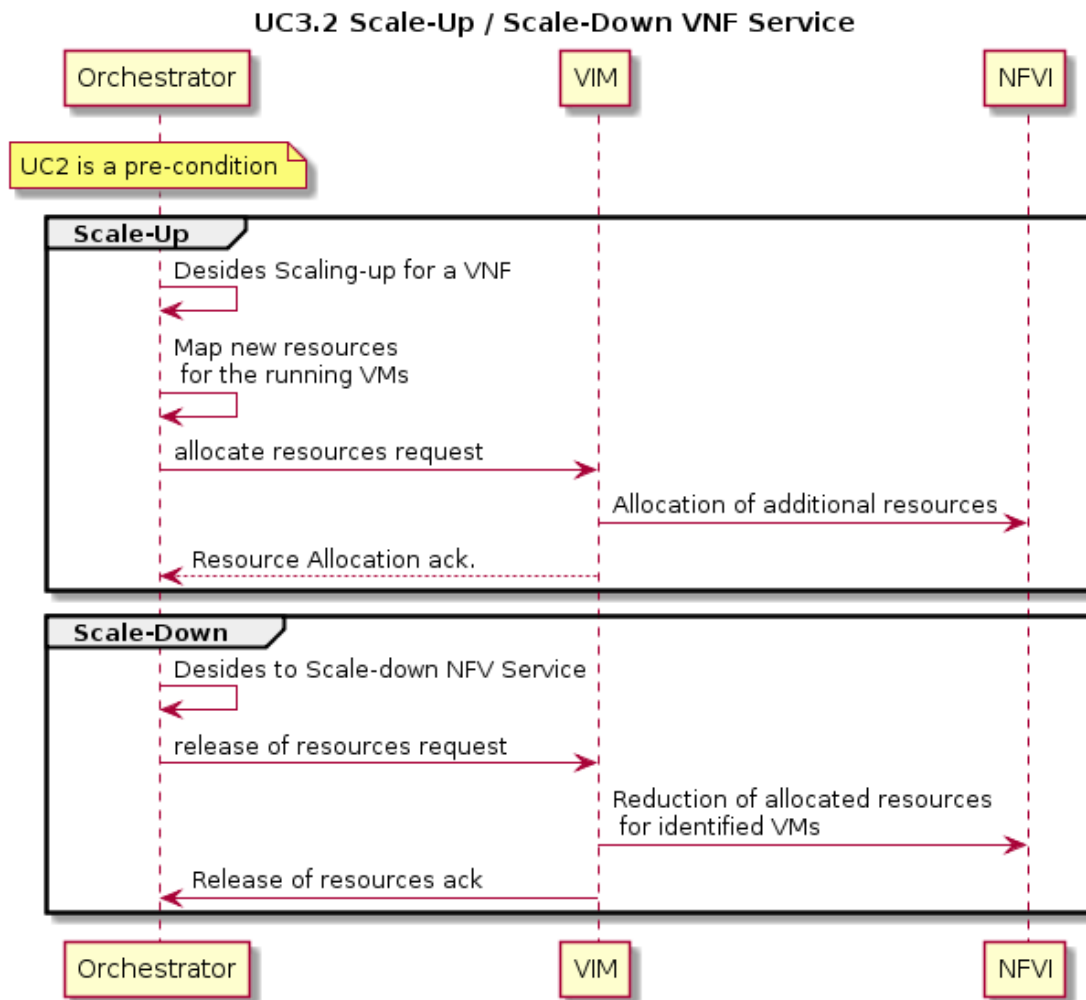 UC3.2 Scale-Up / Scale-Down VNF Service
Orchestrator
VIM
NFVI
UC2 is a pre-condition
Scale-Up
Desides Scaling-up for a VNF
Map new resources
for the running VMs
allocate resources request
Allocation of additional resources
Resource Allocation ack.
Scale-Down
Desides to Scale-down NFV Service
release of resources request
Reduction of allocated resources
for identified VMs
Release of resources ack
Orchestrator
VIM
NFVI